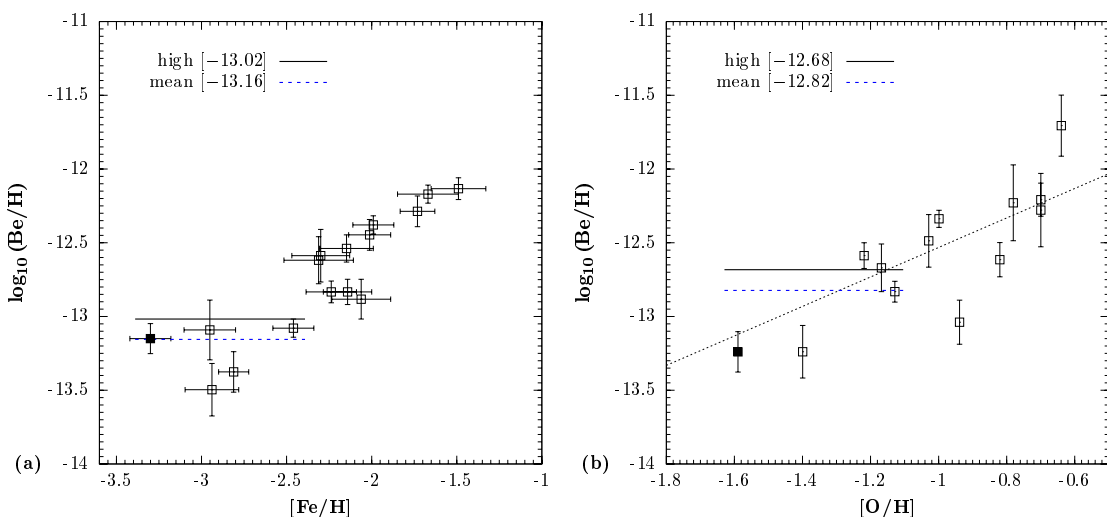 -11
-11.5
-12
-12.5
-13
-13.5
-14
-3.5 -3 -2.5 -2 -1.5 -1
log10(Be/H)
[Fe/H]
high [−13.02]
mean [−13.16]
(a)
-11
-11.5
-12
-12.5
-13
-13.5
-14
-1.8 -1.6 -1.4 -1.2 -1 -0.8 -0.6
log10(Be/H)
[O/H]
high [−12.68]
mean [−12.82]
(b)